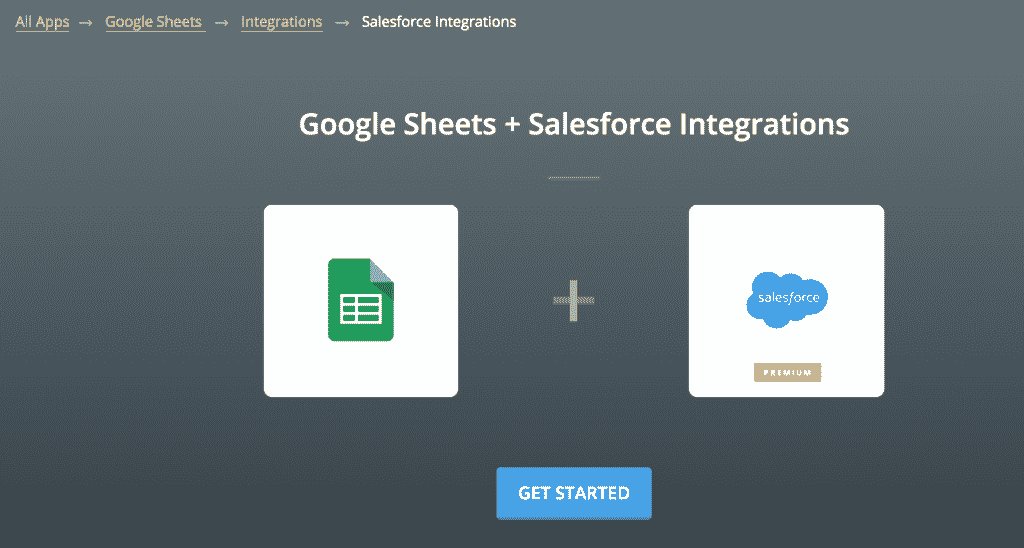 All Apps → Google Sheets → Integrations → Salesforce Integrations
Google Sheets + Salesforce Integrations
salesforce
PREMIUM
GET STARTED